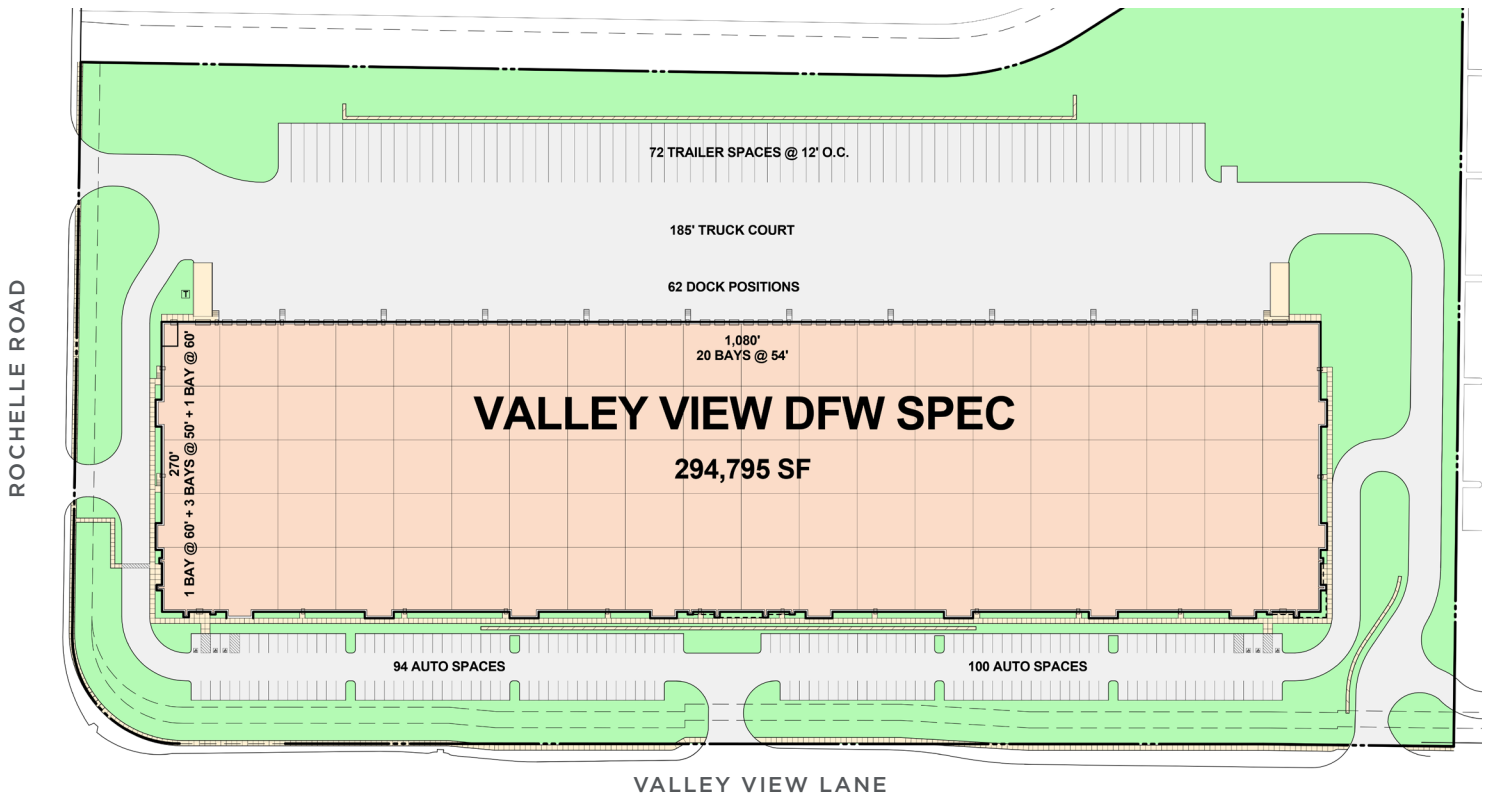 72 TRAILER SPACES @ 12' O.C.
185' TRUCK COURT
62 DOCK POSITIONS
T
1,080'
20 BAYS @ 54'
VALLEY VIEW DFW SPEC
294,795 SF
270'
1 BAY @ 60' + 3 BAYS @ 50' + 1 BAY @ 60'
94 AUTO SPACES
100 AUTO SPACES
ROCHELLE ROAD
VALLEY VIEW LANE